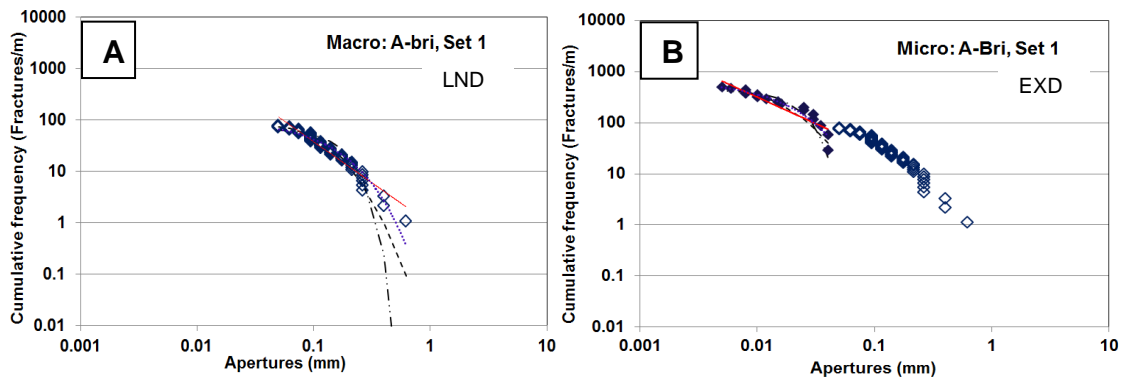 A
Macro: A-bri, Set 1
LND
Cumulative frequency (Fractures/m)
10000
1000
100
10
1
0.1
0.01
0.001
0.01
0.1
1
10
Apertures (mm)
B
Micro: A-Bri, Set 1
EXD
Cumulative frequency (Fractures/m)
10000
1000
100
10
1
0.1
0.01
0.001
0.01
0.1
1
10
Apertures (mm)